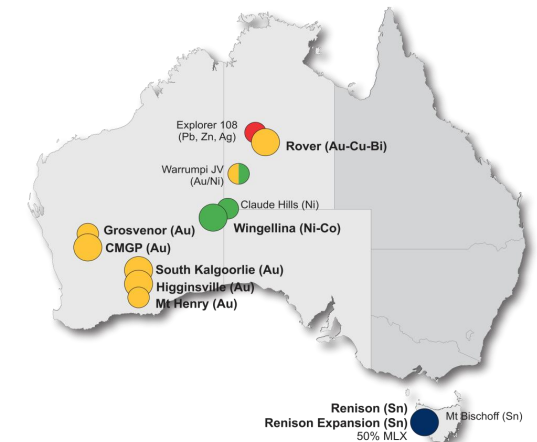 Explorer 108
(Pb, Zn, Ag)
Rover (Au-Cu-Bi)
Warrumpi JV
(Au/Ni)
Claude Hills (Ni)
Wingellina (Ni-Co)
Grosvenor (Au)
CMGP (Au)
South Kalgoorlie (Au)
Higginsville (Au)
Mt Henry (Au)
Renison (Sn)
Mt Bischoff (Sn)
Renison Expansion (Sn)
50% MLX